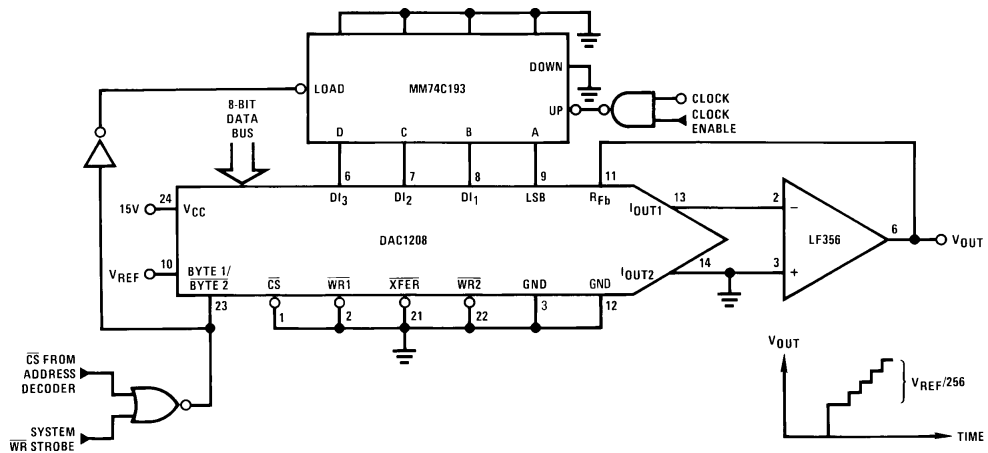 LOAD
MM74C193
DOWN
UP
CLOCK
CLOCK
ENABLE
8-BIT
DATA
BUS
D
C
B
A
6
7
8
9
11
DI3
DI2
DI1
LSB
RFb
IOUT1
13
24
15V
VCC
DAC1208
2
−
LF356
6
VOUT
10
VREF
BYTE 1/
BYTE 2
23
CS
WR1
XFER
WR2
GND
GND
IOUT2
14
3
+
1
2
21
22
3
12
CS FROM
ADDRESS
DECODER
SYSTEM
WR STROBE
VOUT
VREF/256
TIME